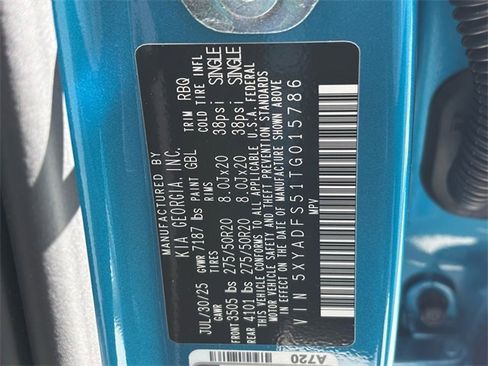 MANUFACTURED BY
KIA GEORGIA, INC.
JUL/30/25 GVWR 7187 lbs PAINT GBL TRIM RBQ
GAWR TIRES RIMS COLD TIRE INFL
FRONT 3505 lbs 275/50R20 8.0Jx20 38psi SINGLE
REAR 4101 lbs 275/50R20 8.0Jx20 38psi SINGLE
THIS VEHICLE CONFORMS TO ALL APPLICABLE U.S.A. FEDERAL
MOTOR VEHICLE SAFETY, BUMPER, AND THEFT PREVENTION STANDARDS
IN EFFECT ON THE DATE OF MANUFACTURE SHOWN ABOVE
VIN 5XYADFS51TG015786
MPV
A720